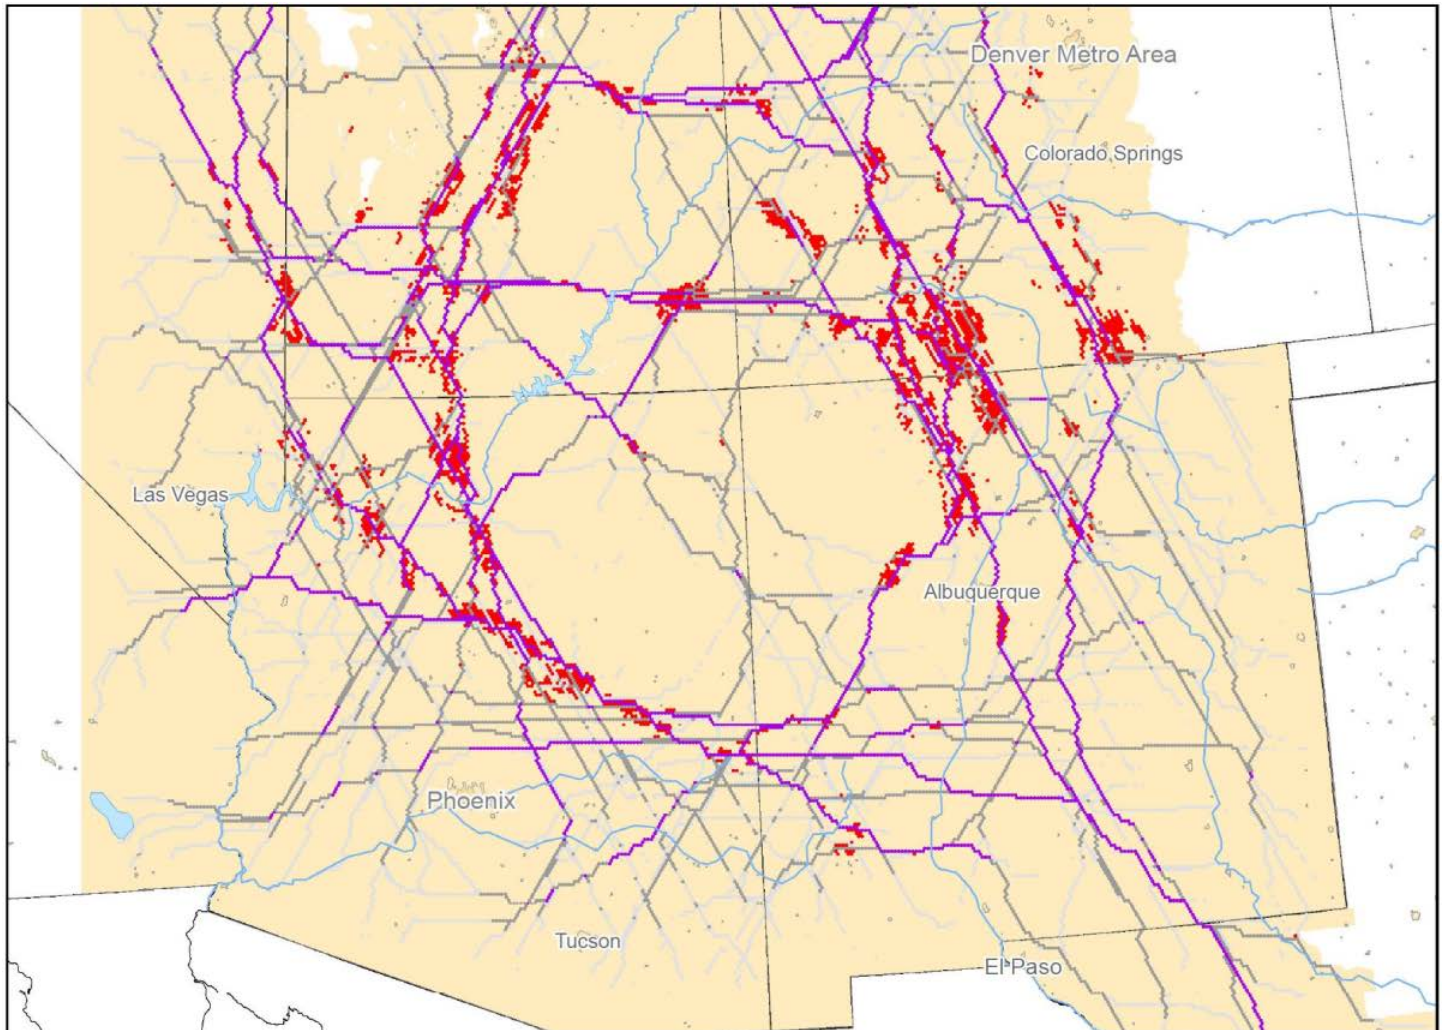 Denver Metro Area
Colorado Springs
Las Vegas
Albuquerque
Phoenix
Tucson
El Paso